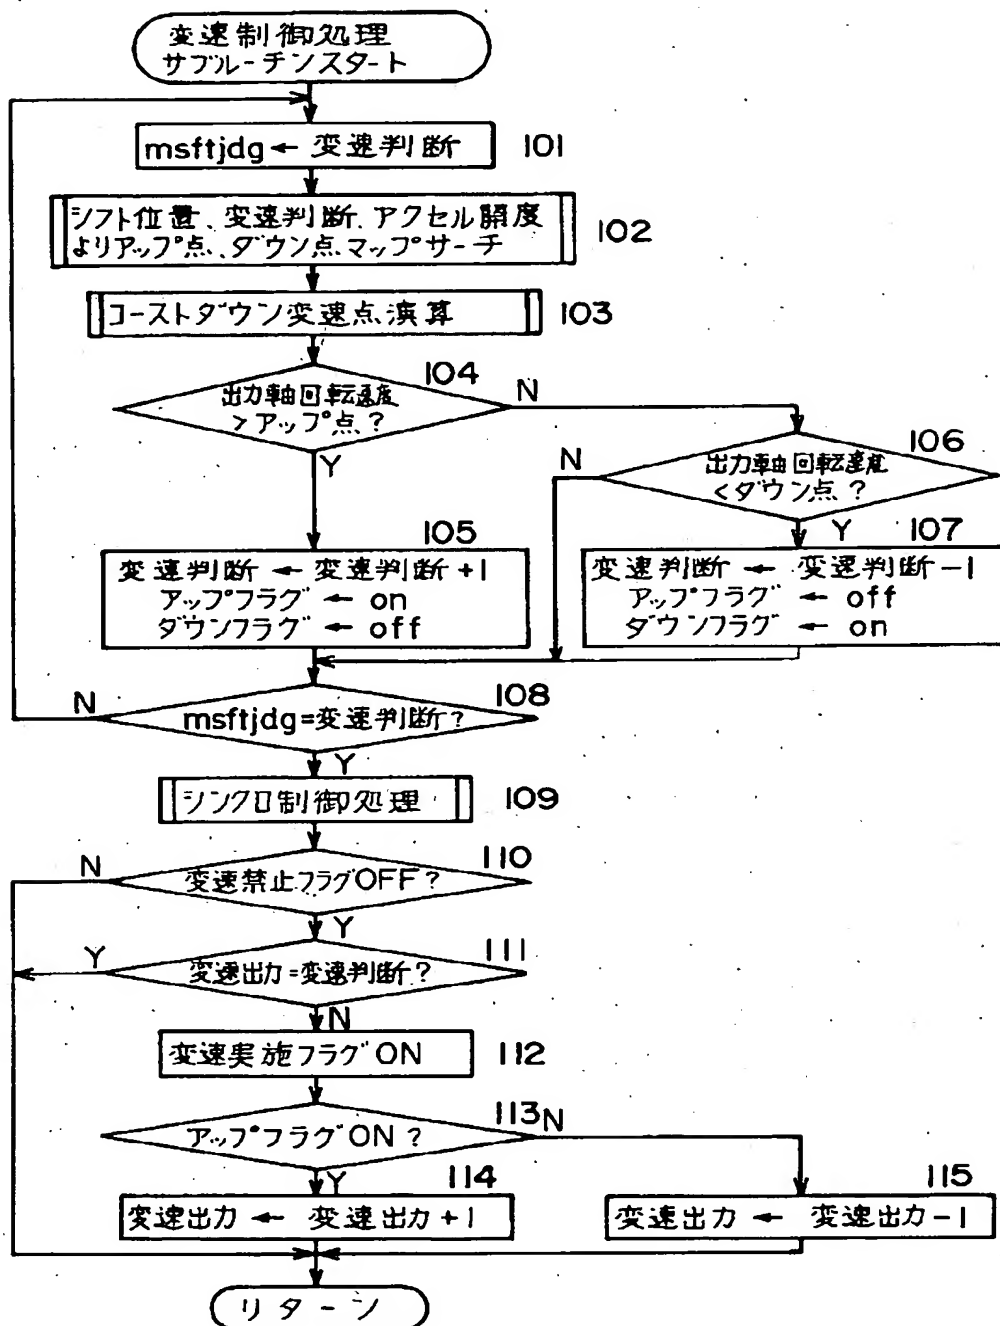 変速制御処理
サブルーチンスタート
msftjdg ← 変速判断
101
シフト位置、変速判断、アクセル開度
よりアップ点、ダウン点マップサーチ
102
コーストダウン変速点演算
103
104
出力軸回転速度
>アップ点?
N
Y
106
出力軸回転速度
<ダウン点?
N
Y
105
変速判断 ← 変速判断+1
アップフラグ ← on
ダウンフラグ ← off
107
変速判断 ← 変速判断-1
アップフラグ ← off
ダウンフラグ ← on
108
N
msftjdg=変速判断?
Y
シンクロ制御処理
109
110
N
変速禁止フラグOFF?
Y
111
Y
変速出力=変速判断?
N
変速実施フラグON
112
113
N
アップフラグON?
Y
114
変速出力 ← 変速出力+1
115
変速出力 ← 変速出力-1
リターン